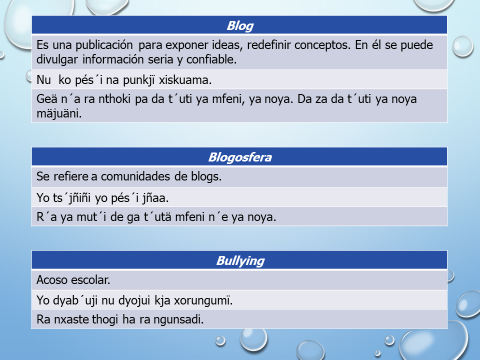 Blog
Es una publicación para exponer ideas, redefinir conceptos. En él se puede
divulgar información seria y confiable.
Nu ko pés´i na punkjï xiskuama.
Geä n´a ra nthoki pa da t´uti ya mfeni, ya noya. Da za da t´uti ya noya
mäjuäni.
Blogosfera
Se refiere a comunidades de blogs.
Yo ts´jñiñi yo pés´i jñaa.
R´a ya mut´i de ga t´utä mfeni n´e ya noya.
Bullying
Acoso escolar.
Yo dyab´uji nu dyojui kja xorungumï.
Ra nxaste thogi ha ra ngunsadi.